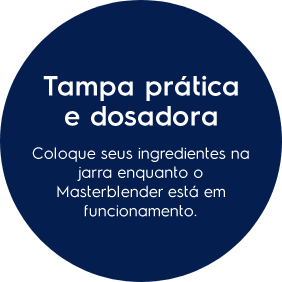 Tampa prática
e dosadora
Coloque seus ingredientes na
jarra enquanto o
Masterblender está em
funcionamento.